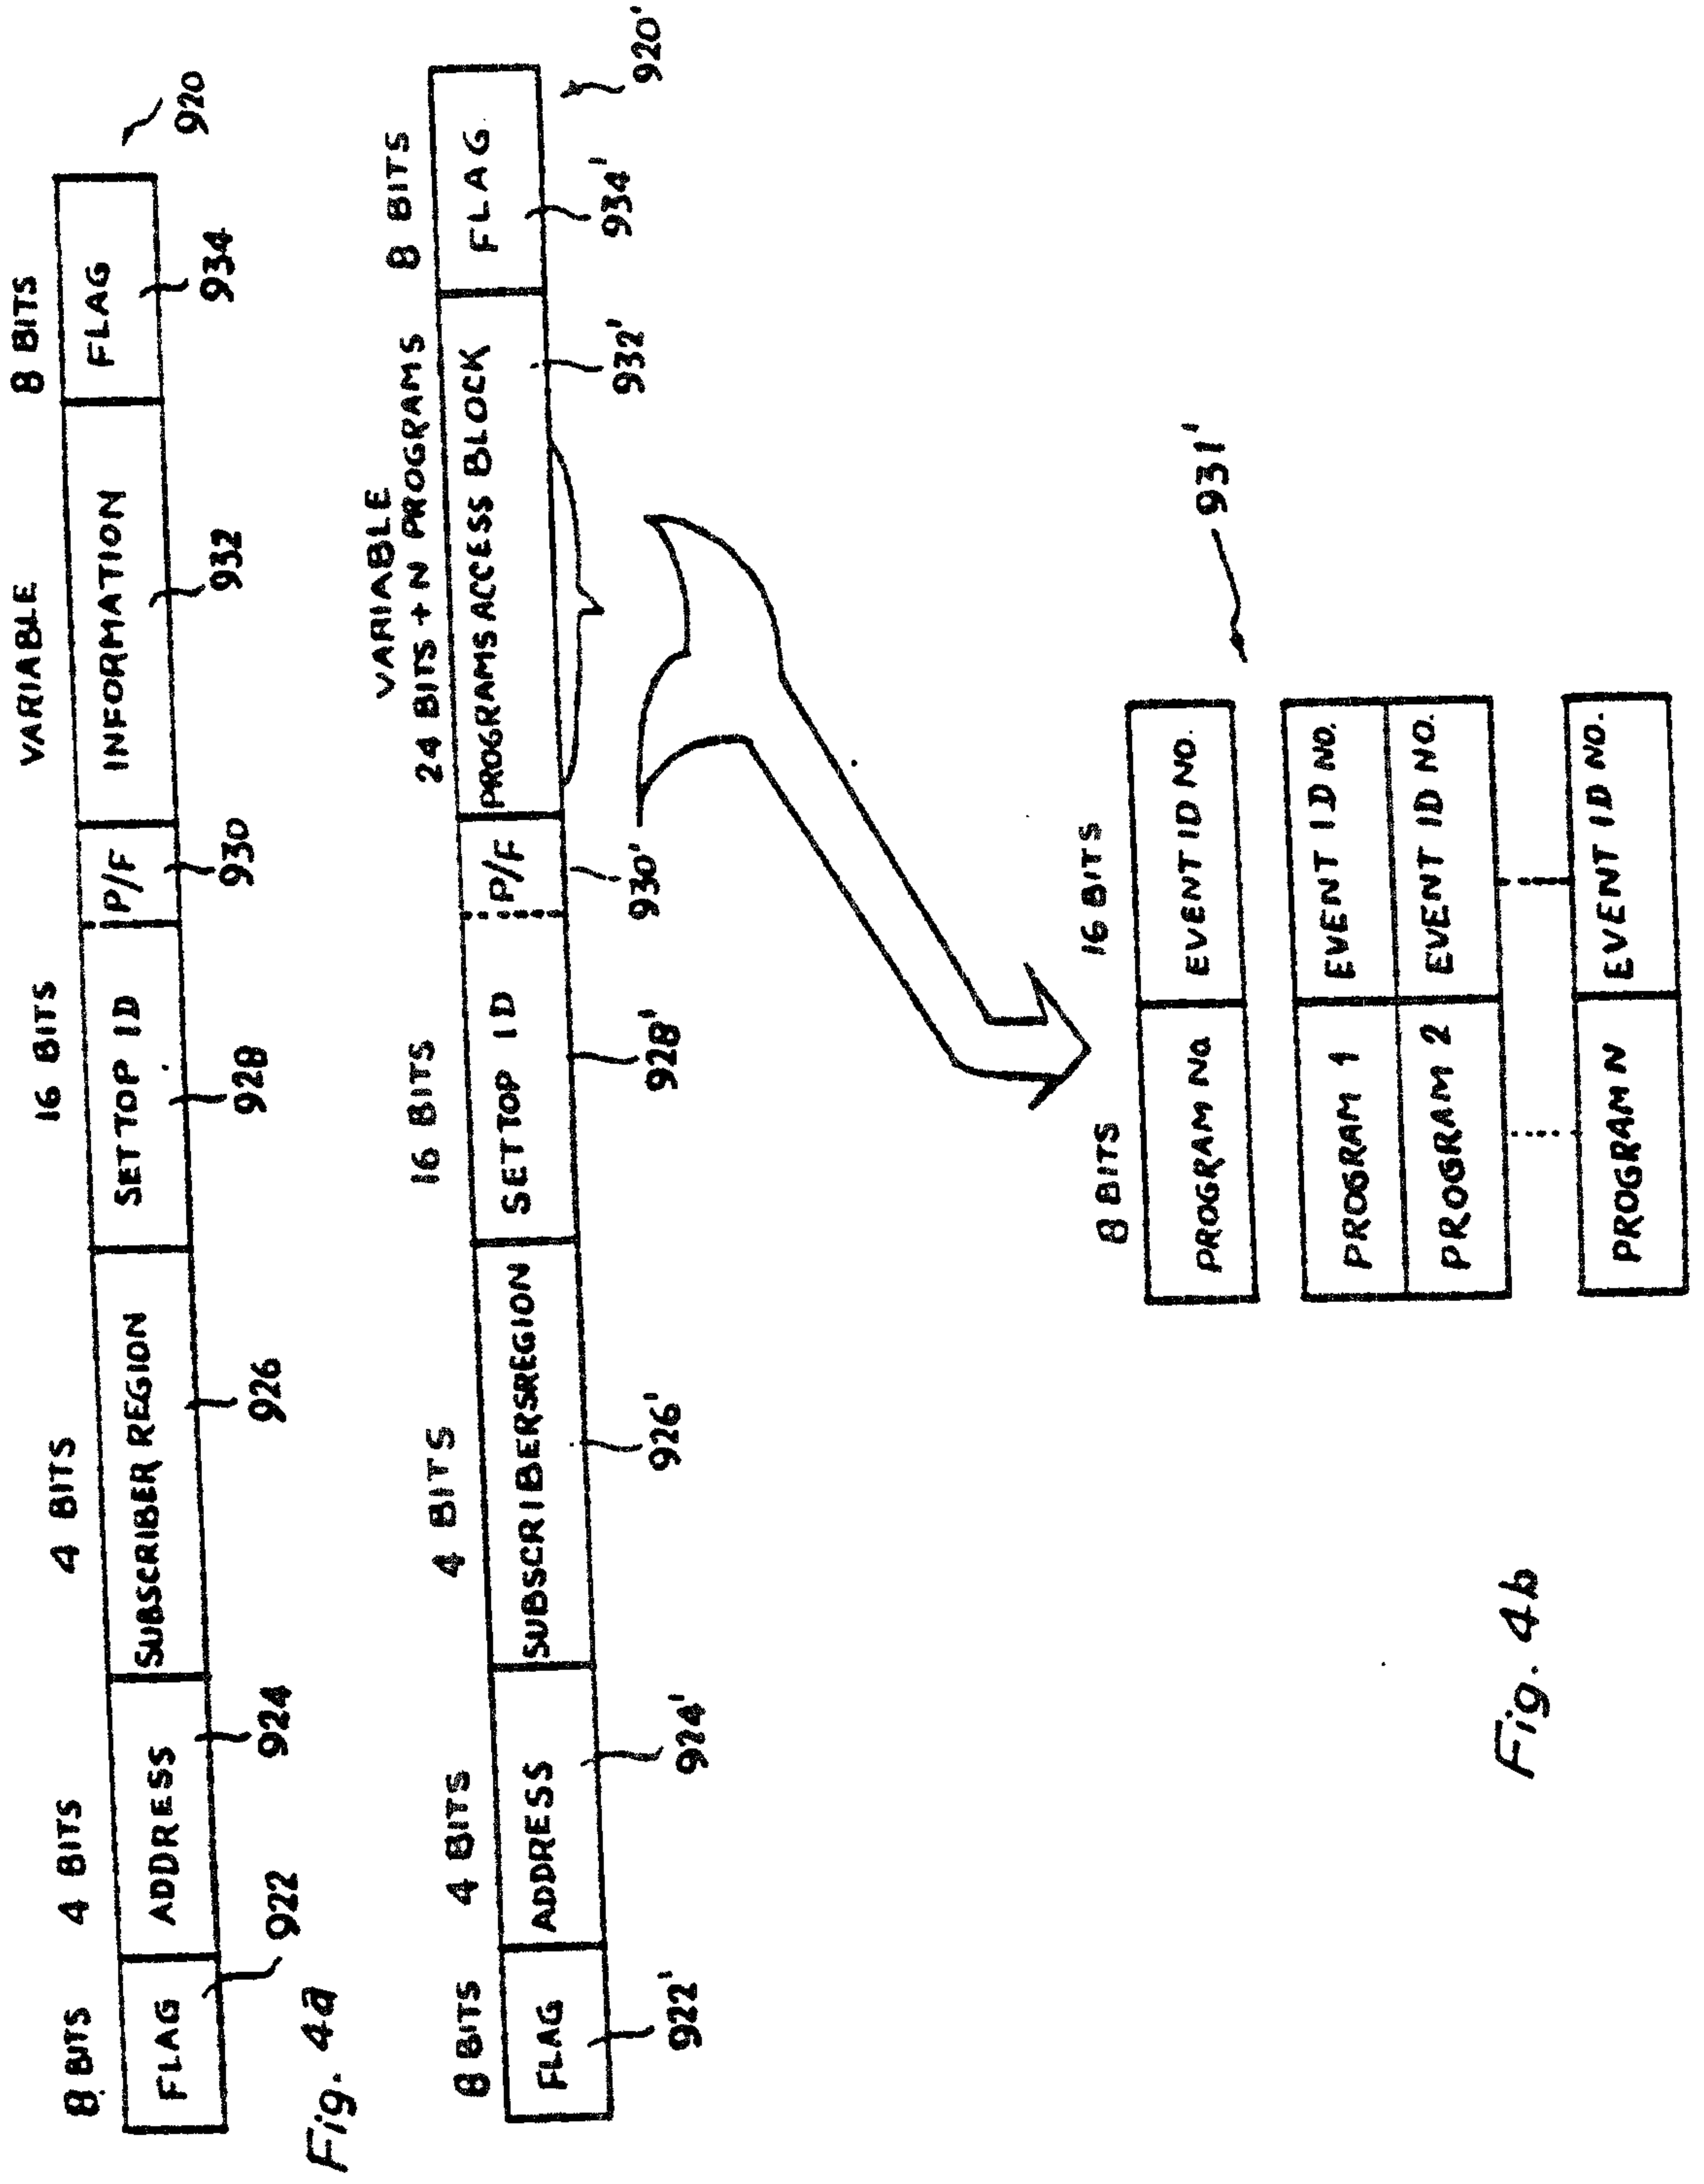 8 BITS 4 BITS 4 BITS 16 BITS VARIABLE 8 BITS
FLAG ADDRESS SUBSCRIBER REGION SETTOP ID P/F INFORMATION FLAG
922 924 926 928 930 932 934 920
Fig. 4a
VARIABLE
8 BITS 4 BITS 4 BITS 16 BITS 24 BITS + N PROGRAMS 8 BITS
FLAG ADDRESS SUBSCRIBERSREGION SETTOP ID P/F PROGRAMS ACCESS BLOCK FLAG
922' 924' 926' 928' 930' 932' 934' 920'
8 BITS 16 BITS
PROGRAM No. EVENT ID NO.
931'
PROGRAM 1 EVENT ID NO.
PROGRAM 2 EVENT ID NO.
PROGRAM N EVENT ID NO.
Fig. 4b